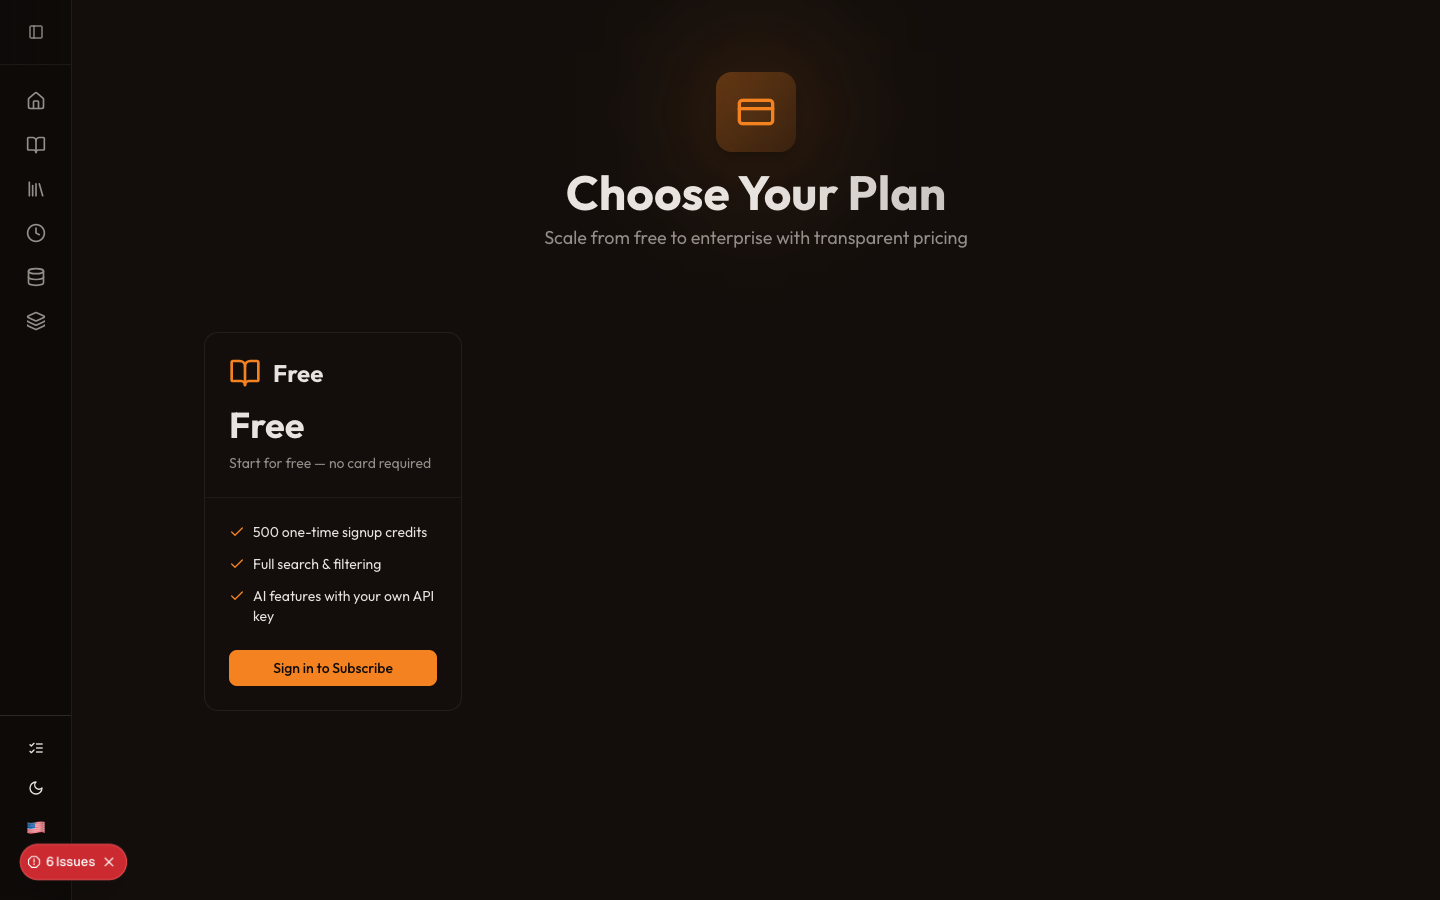 Choose Your Plan
Scale from free to enterprise with transparent pricing
Free
Free
Start for free — no card required
500 one-time signup credits
Full search & filtering
AI features with your own API
key
Sign in to Subscribe
6 Issues